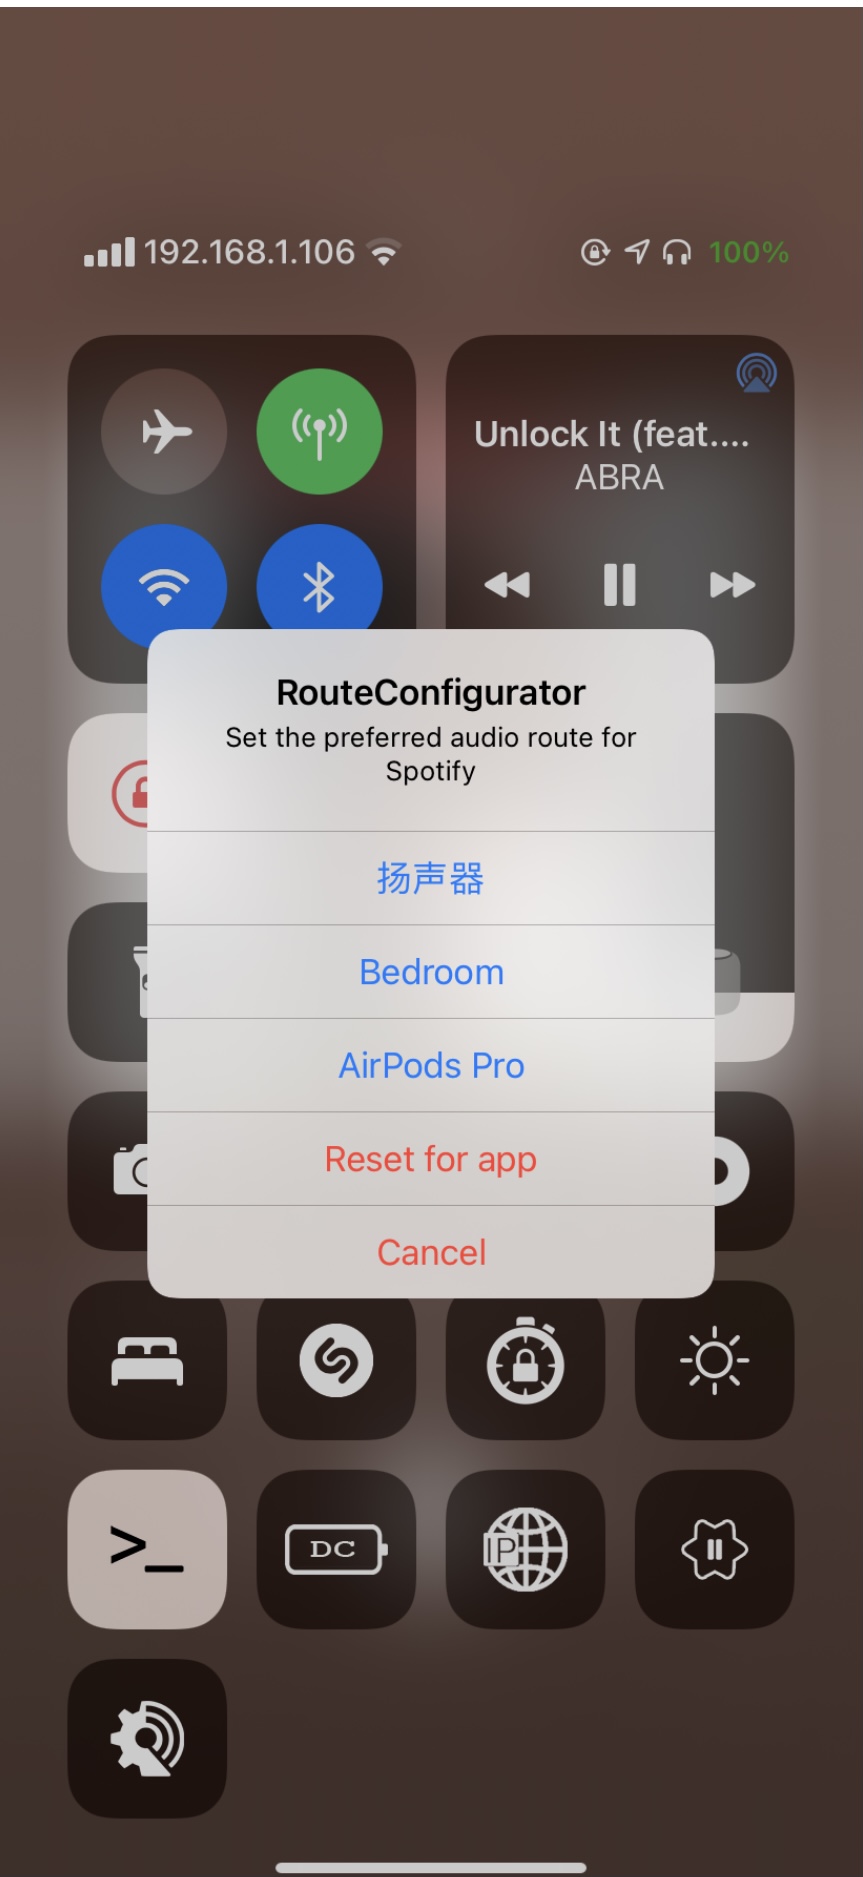 192.168.1.106 100%
Unlock It (feat....
ABRA
RouteConfigurator
Set the preferred audio route for
Spotify
扬声器
Bedroom
AirPods Pro
Reset for app
Cancel
>_
DC
IP